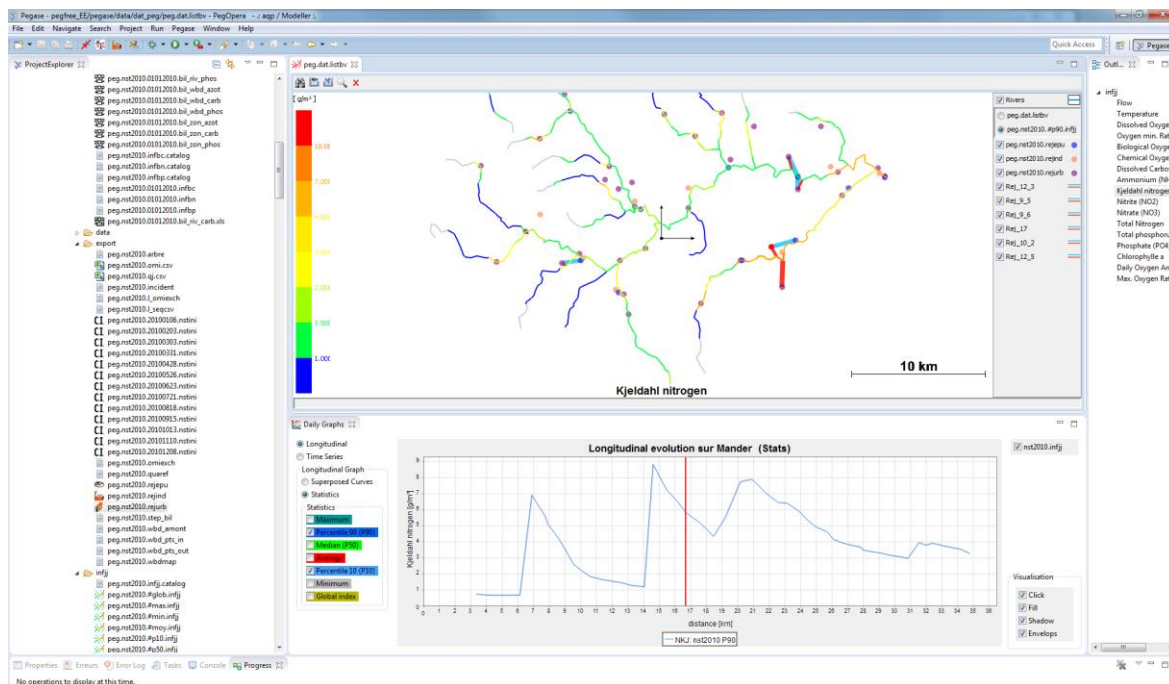 Pegase - pegfree_EE/pegase/data/dat_peg/peg.dat.listbv - PegOpera - .: aqp / Modeller :.
File Edit Navigate Search Project Run Pegase Window Help
Quick Access
Pegase
ProjectExplorer
peg.nst2010.01012010.bil_riv_phos
peg.nst2010.01012010.bil_wbd_azot
peg.nst2010.01012010.bil_wbd_carb
peg.nst2010.01012010.bil_wbd_phos
peg.nst2010.01012010.bil_zon_azot
peg.nst2010.01012010.bil_zon_carb
peg.nst2010.01012010.bil_zon_phos
peg.nst2010.infbc.catalog
peg.nst2010.infbn.catalog
peg.nst2010.infbp.catalog
peg.nst2010.01012010.infbc
peg.nst2010.01012010.infbn
peg.nst2010.01012010.infbp
peg.nst2010.01012010.bil_riv_carb.xls
data
export
peg.nst2010.arbre
peg.nst2010.omi.csv
peg.nst2010.qj.csv
peg.nst2010.incident
peg.nst2010.l_omiexch
peg.nst2010.l_seqcsv
CI peg.nst2010.20100106.nstini
CI peg.nst2010.20100203.nstini
CI peg.nst2010.20100303.nstini
CI peg.nst2010.20100331.nstini
CI peg.nst2010.20100428.nstini
CI peg.nst2010.20100526.nstini
CI peg.nst2010.20100623.nstini
CI peg.nst2010.20100721.nstini
CI peg.nst2010.20100818.nstini
CI peg.nst2010.20100915.nstini
CI peg.nst2010.20101013.nstini
CI peg.nst2010.20101110.nstini
CI peg.nst2010.20101208.nstini
peg.nst2010.omiexch
peg.nst2010.quaref
peg.nst2010.rejepu
peg.nst2010.rejind
peg.nst2010.rejurb
peg.nst2010.step_bil
peg.nst2010.wbd_amont
peg.nst2010.wbd_pts_in
peg.nst2010.wbd_pts_out
peg.nst2010.wbdmap
infjj
peg.nst2010.infjj.catalog
peg.nst2010.#glob.infjj
peg.nst2010.#max.infjj
peg.nst2010.#min.infjj
peg.nst2010.#moy.infjj
peg.nst2010.#p10.infjj
peg.nst2010.#p50.infjj
peg.dat.listbv
[ g/m³ ]
1.000
10 km
Kjeldahl nitrogen
Rivers
peg.dat.listbv
peg.nst2010.#p90.infjj
peg.nst2010.rejepu
peg.nst2010.rejind
peg.nst2010.rejurb
Rej_12_3
Rej_9_5
Rej_9_6
Rej_17
Rej_10_2
Rej_12_5
Outl...
infjj
Flow
Temperature
Dissolved Oxyge
Oxygen min. Rat
Biological Oxyge
Chemical Oxyge
Dissolved Carbo
Ammonium (NH
Kjeldahl nitroger
Nitrite (NO2)
Nitrate (NO3)
Total Nitrogen
Total phosphoru
Phosphate (PO4
Chlorophylle a
Daily Oxygen Am
Max. Oxygen Rat
Daily Graphs
Longitudinal
Time Series
Longitudinal Graph
Superposed Curves
Statistics
Statistics
Maximum
Percentile 90 (P90)
Median (P50)
Average
Percentile 10 (P10)
Minimum
Global index
Longitudinal evolution sur Mander (Stats)
Kjeldahl nitrogen [g/m³]
9
8
7
6
5
4
3
2
1
0
0 1 2 3 4 5 6 7 8 9 10 11 12 13 14 15 16 17 18 19 20 21 22 23 24 25 26 27 28 29 30 31 32 33 34 35 36
distance [km]
NKJ: nst2010 P90
nst2010.infjj
Visualisation
Click
Fill
Shadow
Envelops
Properties Erreurs Error Log Tasks Console Progress
No operations to display at this time.